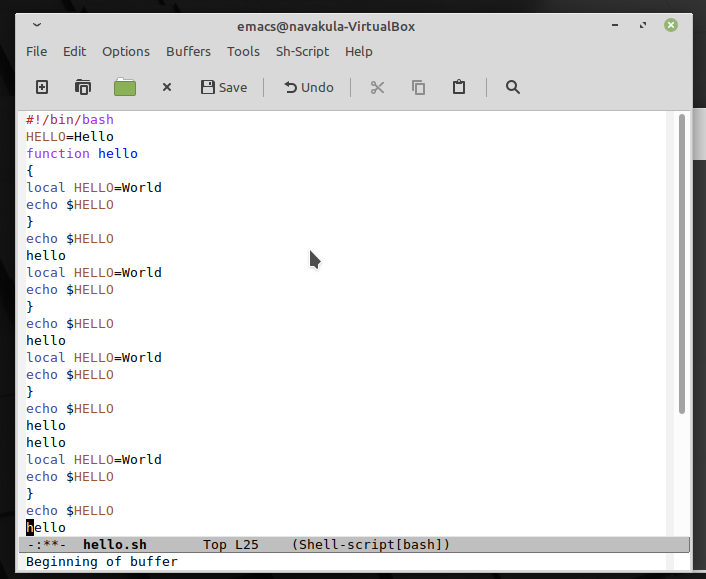 emacs@navakula-VirtualBox
File Edit Options Buffers Tools Sh-Script Help
Save Undo
#!/bin/bash
HELLO=Hello
function hello
{
local HELLO=World
echo $HELLO
}
echo $HELLO
hello
local HELLO=World
echo $HELLO
}
echo $HELLO
hello
local HELLO=World
echo $HELLO
}
echo $HELLO
hello
hello
local HELLO=World
echo $HELLO
}
echo $HELLO
hello
-:**- hello.sh Top L25 (Shell-script[bash])
Beginning of buffer